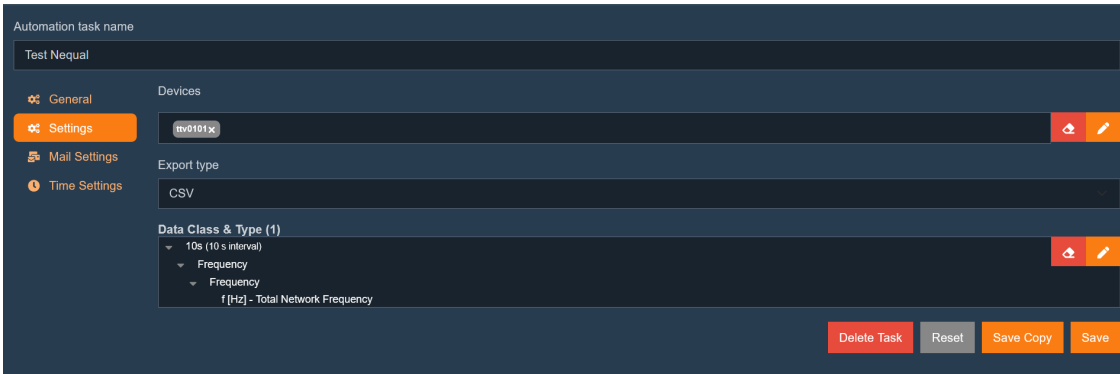 Automation task name
Test Nequal
General
Settings
Mail Settings
Time Settings
Devices
ttv0101 x
Export type
CSV
Data Class & Type (1)
10s (10 s interval)
Frequency
Frequency
f [Hz] - Total Network Frequency
Delete Task
Reset
Save Copy
Save